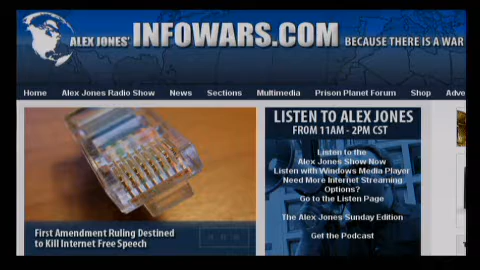 ALEX JONES' INFOWARS.COM BECAUSE THERE IS A WAR
Home Alex Jones Radio Show News Sections Multimedia Prison Planet Forum Shop Adve
LISTEN TO ALEX JONES
FROM 11AM - 2PM CST
Listen to the
Alex Jones Show Now
Listen with Windows Media Player
Need More Internet Streaming
Options?
Go to the Listen Page
The Alex Jones Sunday Edition
Get the Podcast
First Amendment Ruling Destined
to Kill Internet Free Speech